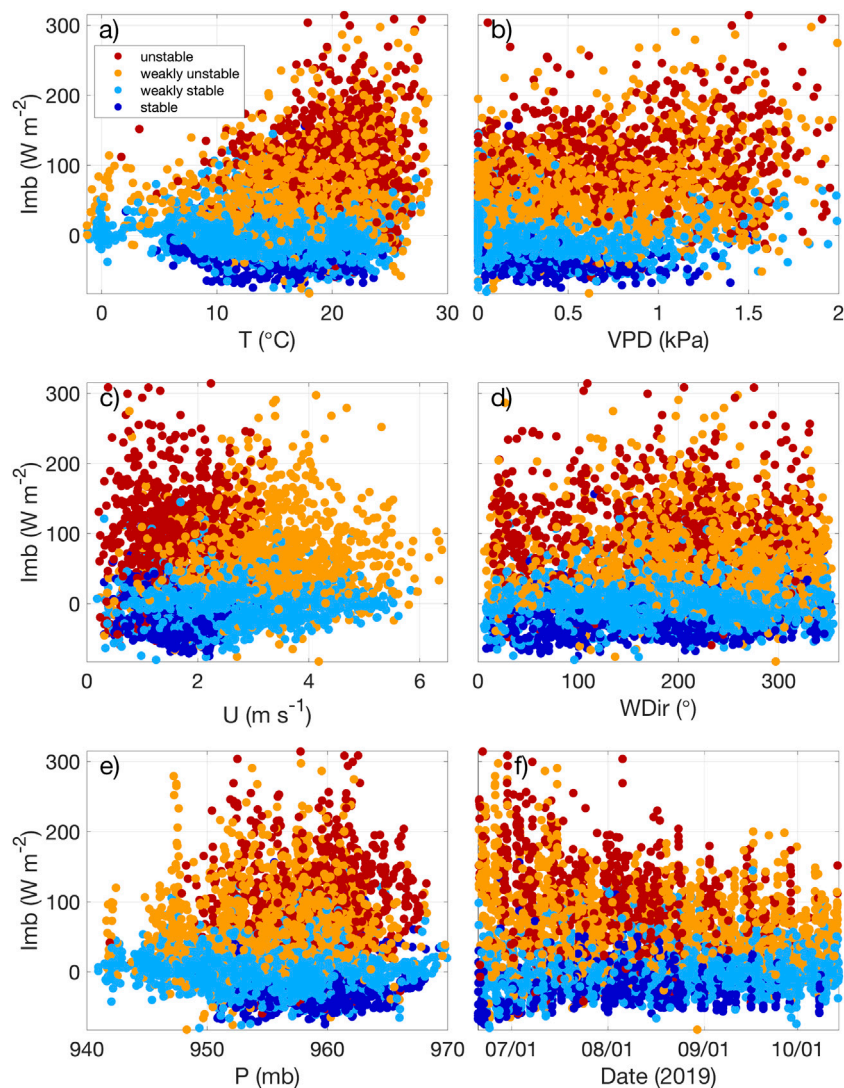 a)
b)
unstable
weakly unstable
weakly stable
stable
300
200
100
0
Imb (W m⁻²)
0 10 20 30
T (°C)
0 0.5 1 1.5 2
VPD (kPa)
c)
d)
300
200
100
0
Imb (W m⁻²)
0 2 4 6
U (m s⁻¹)
0 100 200 300
WDir (°)
e)
f)
300
200
100
0
Imb (W m⁻²)
940 950 960 970
P (mb)
07/01 08/01 09/01 10/01
Date (2019)